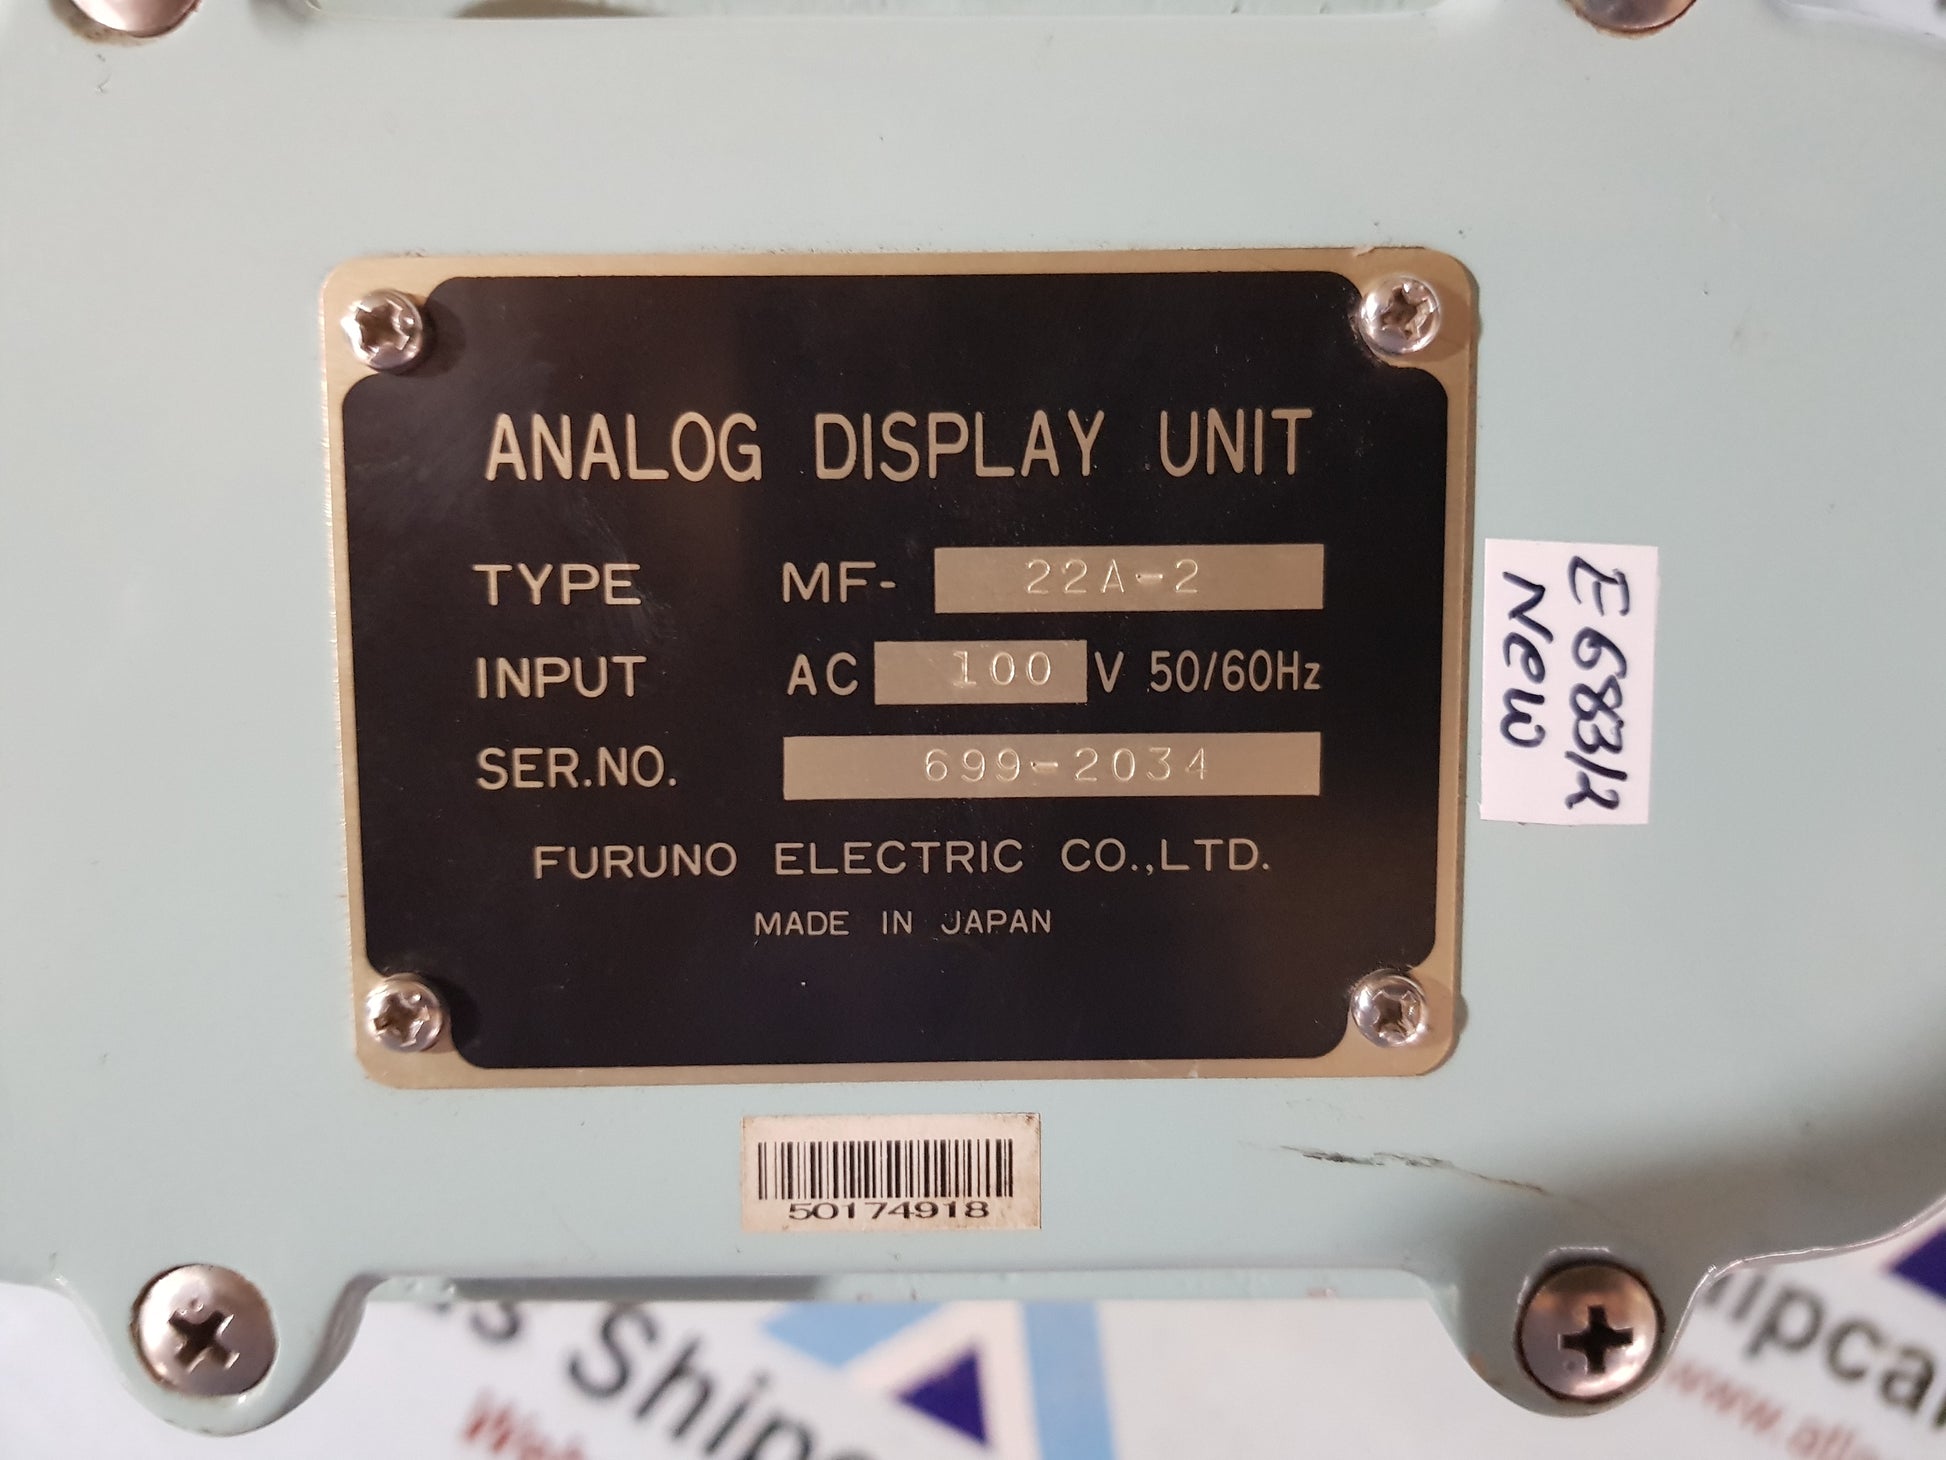 ANALOG DISPLAY UNIT
TYPE MF- 22A-2
INPUT AC 100 V 50/60Hz
SER.NO. 699-2034
FURUNO ELECTRIC CO.,LTD.
MADE IN JAPAN
E683/2
New
50174918